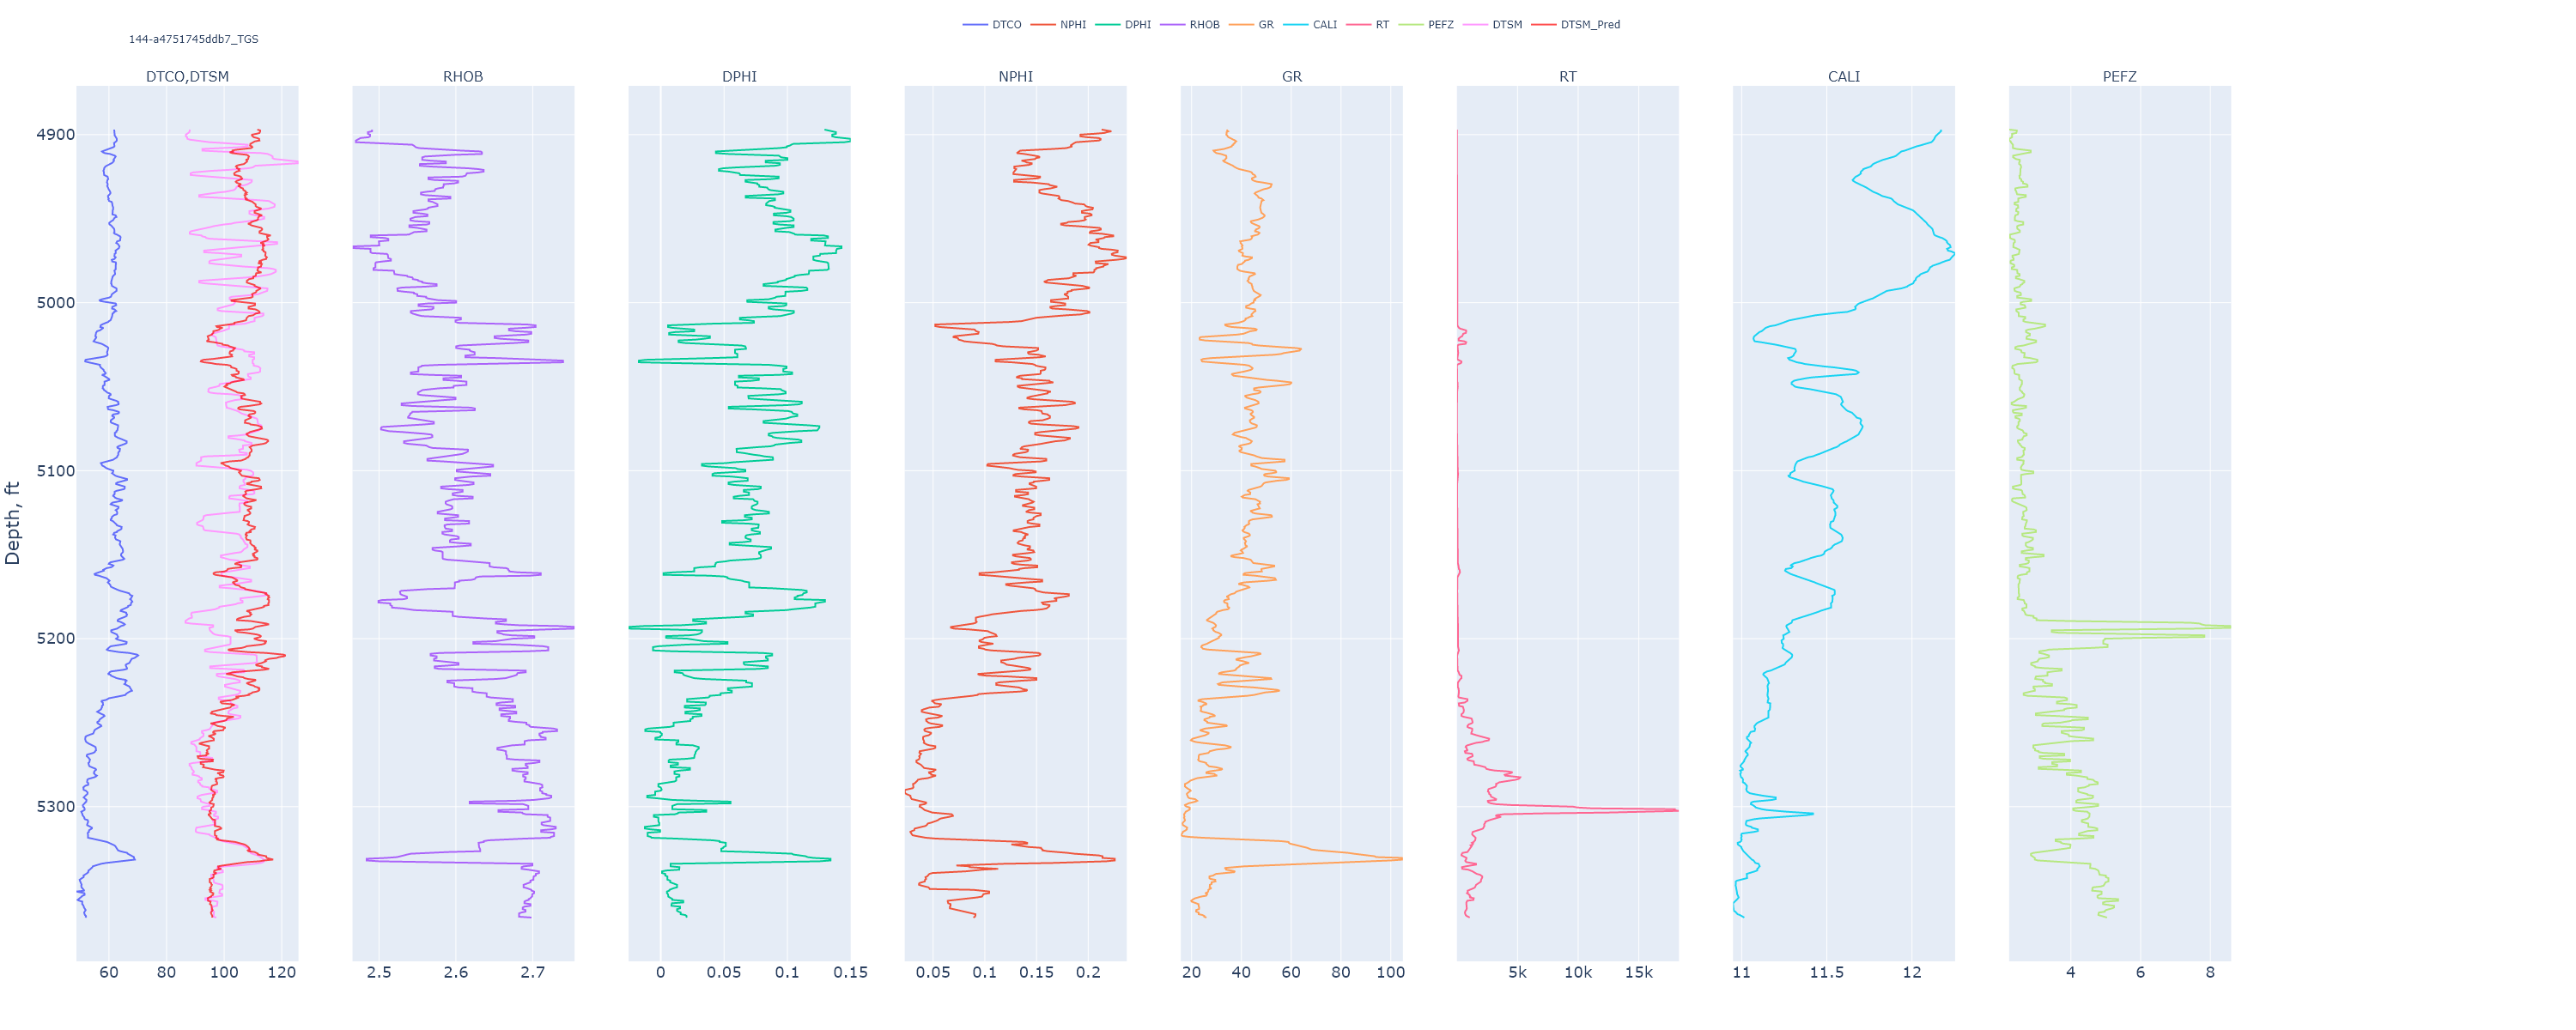 DTCO NPHI DPHI RHOB GR CALI RT PEFZ DTSM DTSM_Pred
144-a4751745ddb7_TGS
DTCO,DTSM RHOB DPHI NPHI GR RT CALI PEFZ
Depth, ft
4900
5000
5100
5200
5300
60 80 100 120 2.5 2.6 2.7 0 0.05 0.1 0.15 0.05 0.1 0.15 0.2 20 40 60 80 100 5k 10k 15k 11 11.5 12 4 6 8